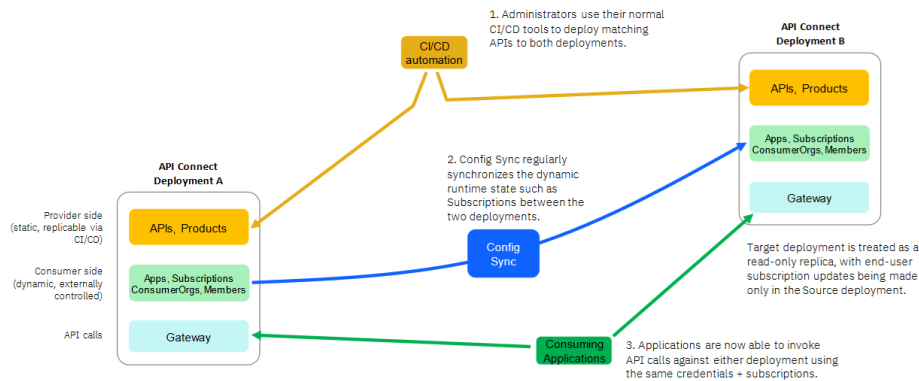 1. Administrators use their normal
CI/CD tools to deploy matching
APIs to both deployments.
CI/CD
automation
API Connect
Deployment B
APIs, Products
Apps, Subscriptions
ConsumerOrgs, Members
Gateway
2. Config Sync regularly
synchronizes the dynamic
runtime state such as
Subscriptions between the
two deployments.
API Connect
Deployment A
Provider side
(static, replicable via
CI/CD)
APIs, Products
Config
Sync
Target deployment is treated as a
read-only replica, with end-user
subscription updates being made
only in the Source deployment.
Consumer side
(dynamic, externally
controlled)
Apps, Subscriptions
ConsumerOrgs, Members
API calls
Gateway
Consuming
Applications
3. Applications are now able to invoke
API calls against either deployment using
the same credentials + subscriptions.